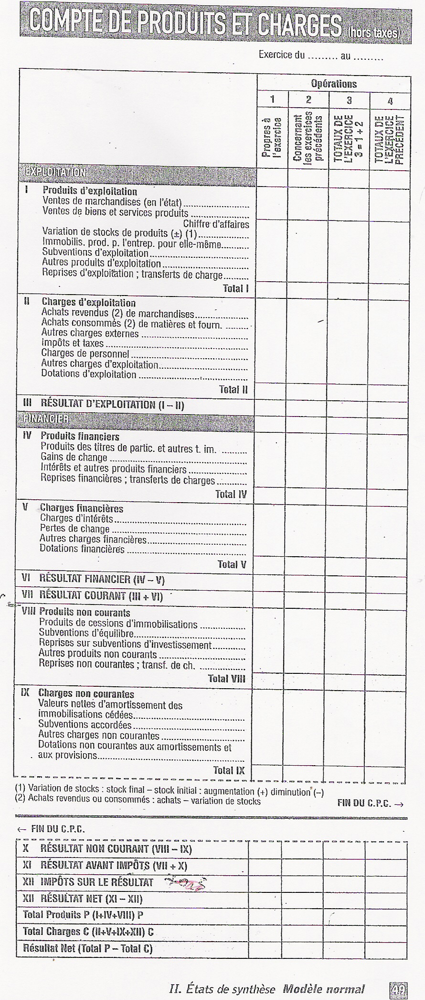 COMPTE DE PRODUITS ET CHARGES (hors taxes)
Exercice du ......... au .........
Opérations
1 2 3 4
Propres à l'exercice
Concernant les exercices précédents
TOTAUX DE L'EXERCICE 3 = 1 + 2
TOTAUX DE L'EXERCICE PRÉCÉDENT
EXPLOITATION
I Produits d'exploitation
Ventes de marchandises (en l'état)
Ventes de biens et services produits
Chiffre d'affaires
Variation de stocks de produits (±) (1)
Immobilis. prod. p. l'entrep. pour elle-même
Subventions d'exploitation
Autres produits d'exploitation
Reprises d'exploitation ; transferts de charge
Total I
II Charges d'exploitation
Achats revendus (2) de marchandises
Achats consommés (2) de matières et fourn.
Autres charges externes
Impôts et taxes
Charges de personnel
Autres charges d'exploitation
Dotations d'exploitation
Total II
III RÉSULTAT D'EXPLOITATION (I – II)
FINANCIER
IV Produits financiers
Produits des titres de partic. et autres t. im.
Gains de change
Intérêts et autres produits financiers
Reprises financières ; transferts de charges
Total IV
V Charges financières
Charges d'intérêts
Pertes de change
Autres charges financières
Dotations financières
Total V
VI RÉSULTAT FINANCIER (IV – V)
VII RÉSULTAT COURANT (III + VI)
VIII Produits non courants
Produits de cessions d'immobilisations
Subventions d'équilibre
Reprises sur subventions d'investissement
Autres produits non courants
Reprises non courantes ; transf. de ch.
Total VIII
IX Charges non courantes
Valeurs nettes d'amortissement des
immobilisations cédées
Subventions accordées
Autres charges non courantes
Dotations non courantes aux amortissements et
aux provisions
Total IX
(1) Variation de stocks : stock final – stock initial : augmentation (+) diminution (–)
(2) Achats revendus ou consommés : achats – variation de stocks
FIN DU C.P.C. →
← FIN DU C.P.C.
X RÉSULTAT NON COURANT (VIII – IX)
XI RÉSULTAT AVANT IMPÔTS (VII + X)
XII IMPÔTS SUR LE RÉSULTAT
XII RÉSULTAT NET (XI – XII)
Total Produits P (I+IV+VIII) P
Total Charges C (II+V+IX+XII) C
Résultat Net (Total P – Total C)
II. États de synthèse Modèle normal 49